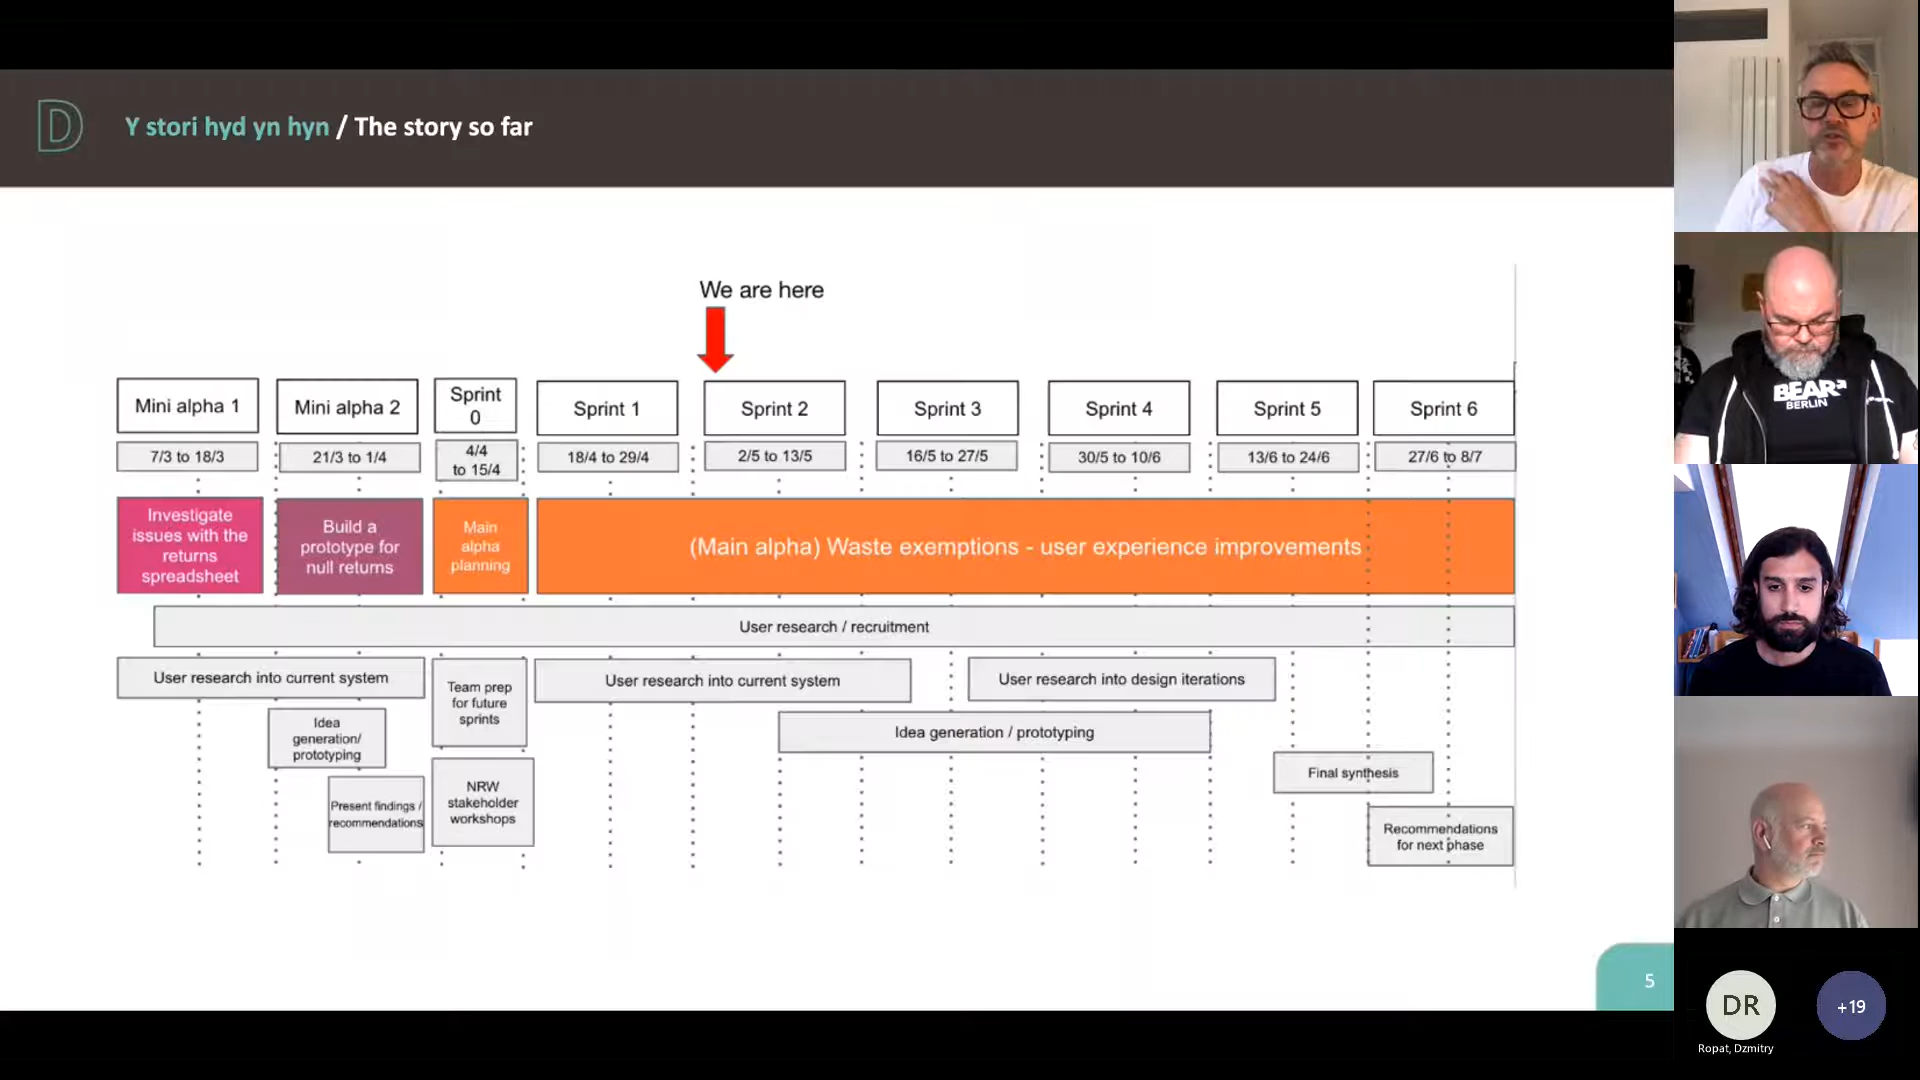 D
Y stori hyd yn hyn / The story so far
We are here
Mini alpha 1
Mini alpha 2
Sprint
0
Sprint 1
Sprint 2
Sprint 3
Sprint 4
Sprint 5
Sprint 6
7/3 to 18/3
21/3 to 1/4
4/4
to 15/4
18/4 to 29/4
2/5 to 13/5
16/5 to 27/5
30/5 to 10/6
13/6 to 24/6
27/6 to 8/7
Investigate
issues with the
returns
spreadsheet
Build a
prototype for
null returns
Main
alpha
planning
(Main alpha) Waste exemptions - user experience improvements
User research / recruitment
User research into current system
Team prep
for future
sprints
User research into current system
User research into design iterations
Idea
generation/
prototyping
Idea generation / prototyping
Present findings /
recommendations
NRW
stakeholder
workshops
Final synthesis
Recommendations
for next phase
5
BEAR
BERLIN
DR
Ropat, Dzmitry
+19